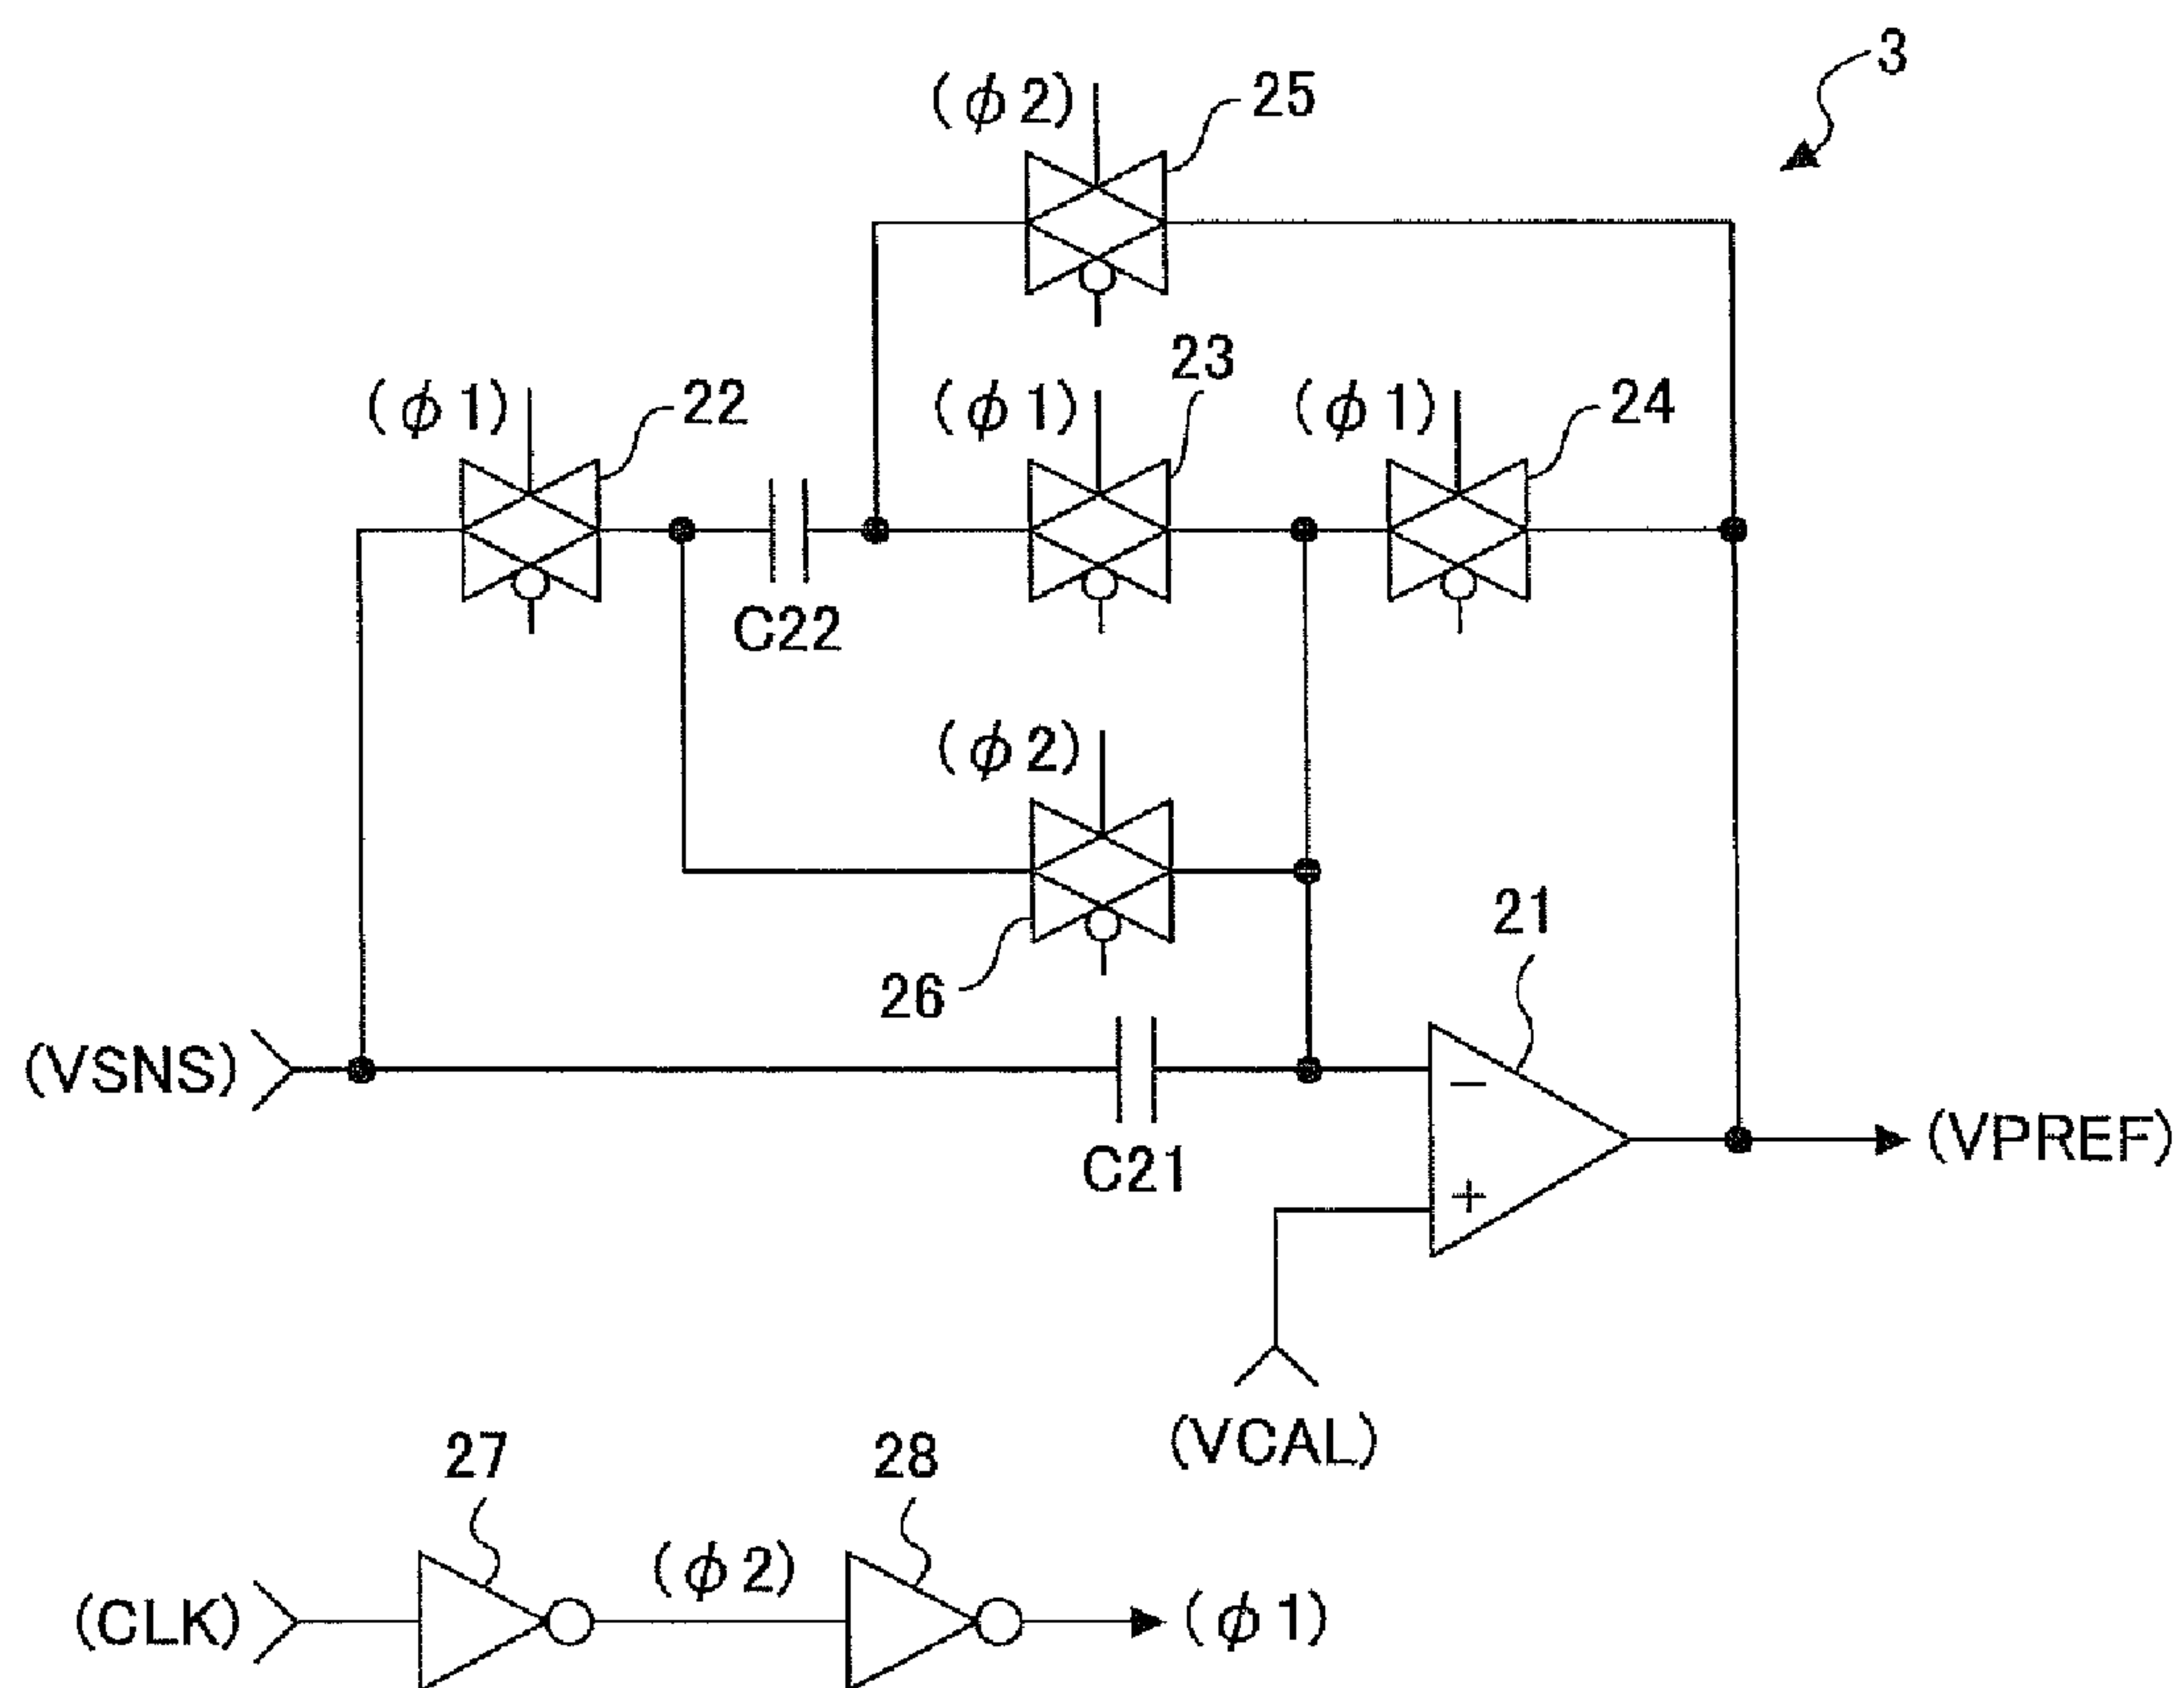 3
(φ2)
25
(φ1)
22
(φ1)
23
(φ1)
24
C22
(φ2)
26
21
(VSNS)
−
C21
+
(VPREF)
(VCAL)
27
28
(CLK)
(φ2)
(φ1)